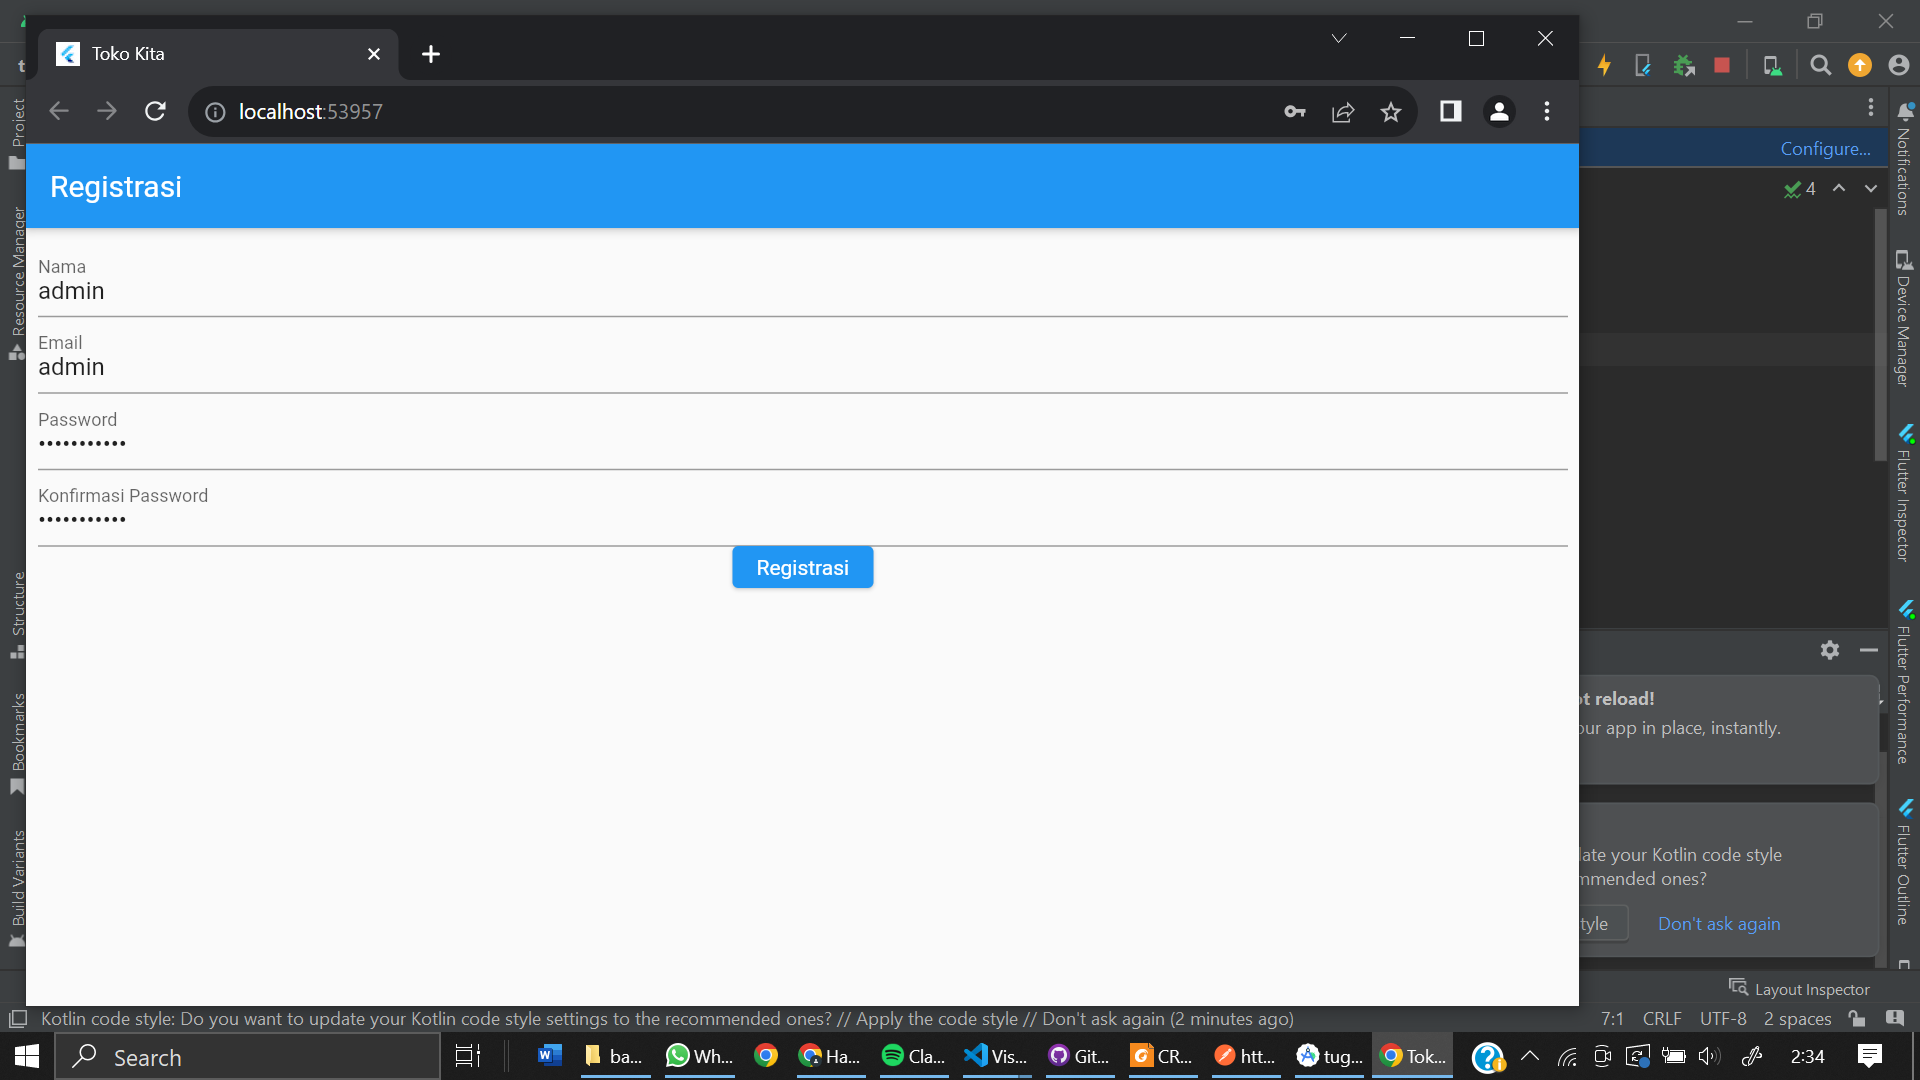 Toko Kita
localhost:53957
Configure...
Registrasi
4
Nama
admin
Email
admin
Password
•••••••••••
Konfirmasi Password
•••••••••••
Registrasi
Project
Resource Manager
Structure
Bookmarks
Build Variants
Notifications
Device Manager
Flutter Inspector
Flutter Performance
Flutter Outline
reload!
app in place, instantly.
your Kotlin code style
ones?
Don't ask again
Layout Inspector
Kotlin code style: Do you want to update your Kotlin code style settings to the recommended ones? // Apply the code style // Don't ask again (2 minutes ago)
7:1 CRLF UTF-8 2 spaces
Search
ba... Wh... Ha... Cla... Vis... Git... CR... htt... tug... Tok...
2:34